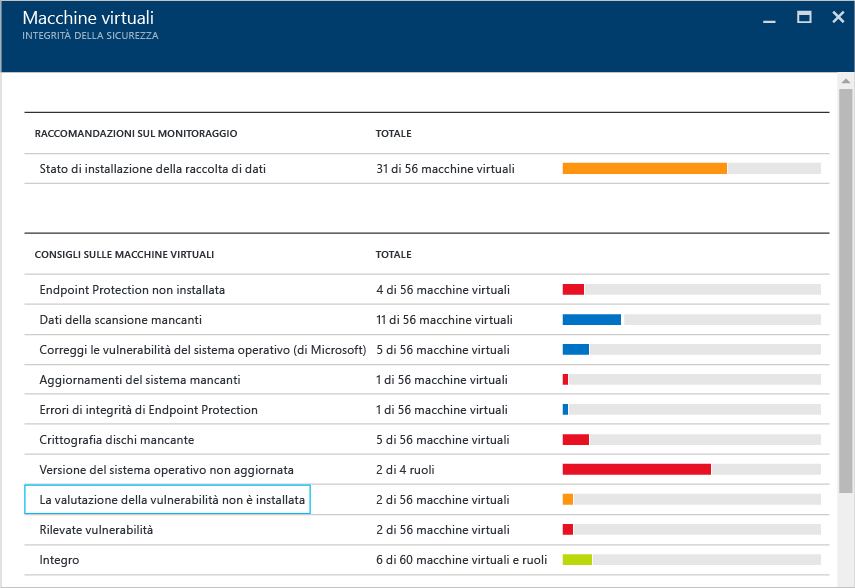 Macchine virtuali
INTEGRITÀ DELLA SICUREZZA
RACCOMANDAZIONI SUL MONITORAGGIO TOTALE
Stato di installazione della raccolta di dati 31 di 56 macchine virtuali
CONSIGLI SULLE MACCHINE VIRTUALI TOTALE
Endpoint Protection non installata 4 di 56 macchine virtuali
Dati della scansione mancanti 11 di 56 macchine virtuali
Correggi le vulnerabilità del sistema operativo (di Microsoft) 5 di 56 macchine virtuali
Aggiornamenti del sistema mancanti 1 di 56 macchine virtuali
Errori di integrità di Endpoint Protection 1 di 56 macchine virtuali
Crittografia dischi mancante 5 di 56 macchine virtuali
Versione del sistema operativo non aggiornata 2 di 4 ruoli
La valutazione della vulnerabilità non è installata 2 di 56 macchine virtuali
Rilevate vulnerabilità 2 di 56 macchine virtuali
Integro 6 di 60 macchine virtuali e ruoli